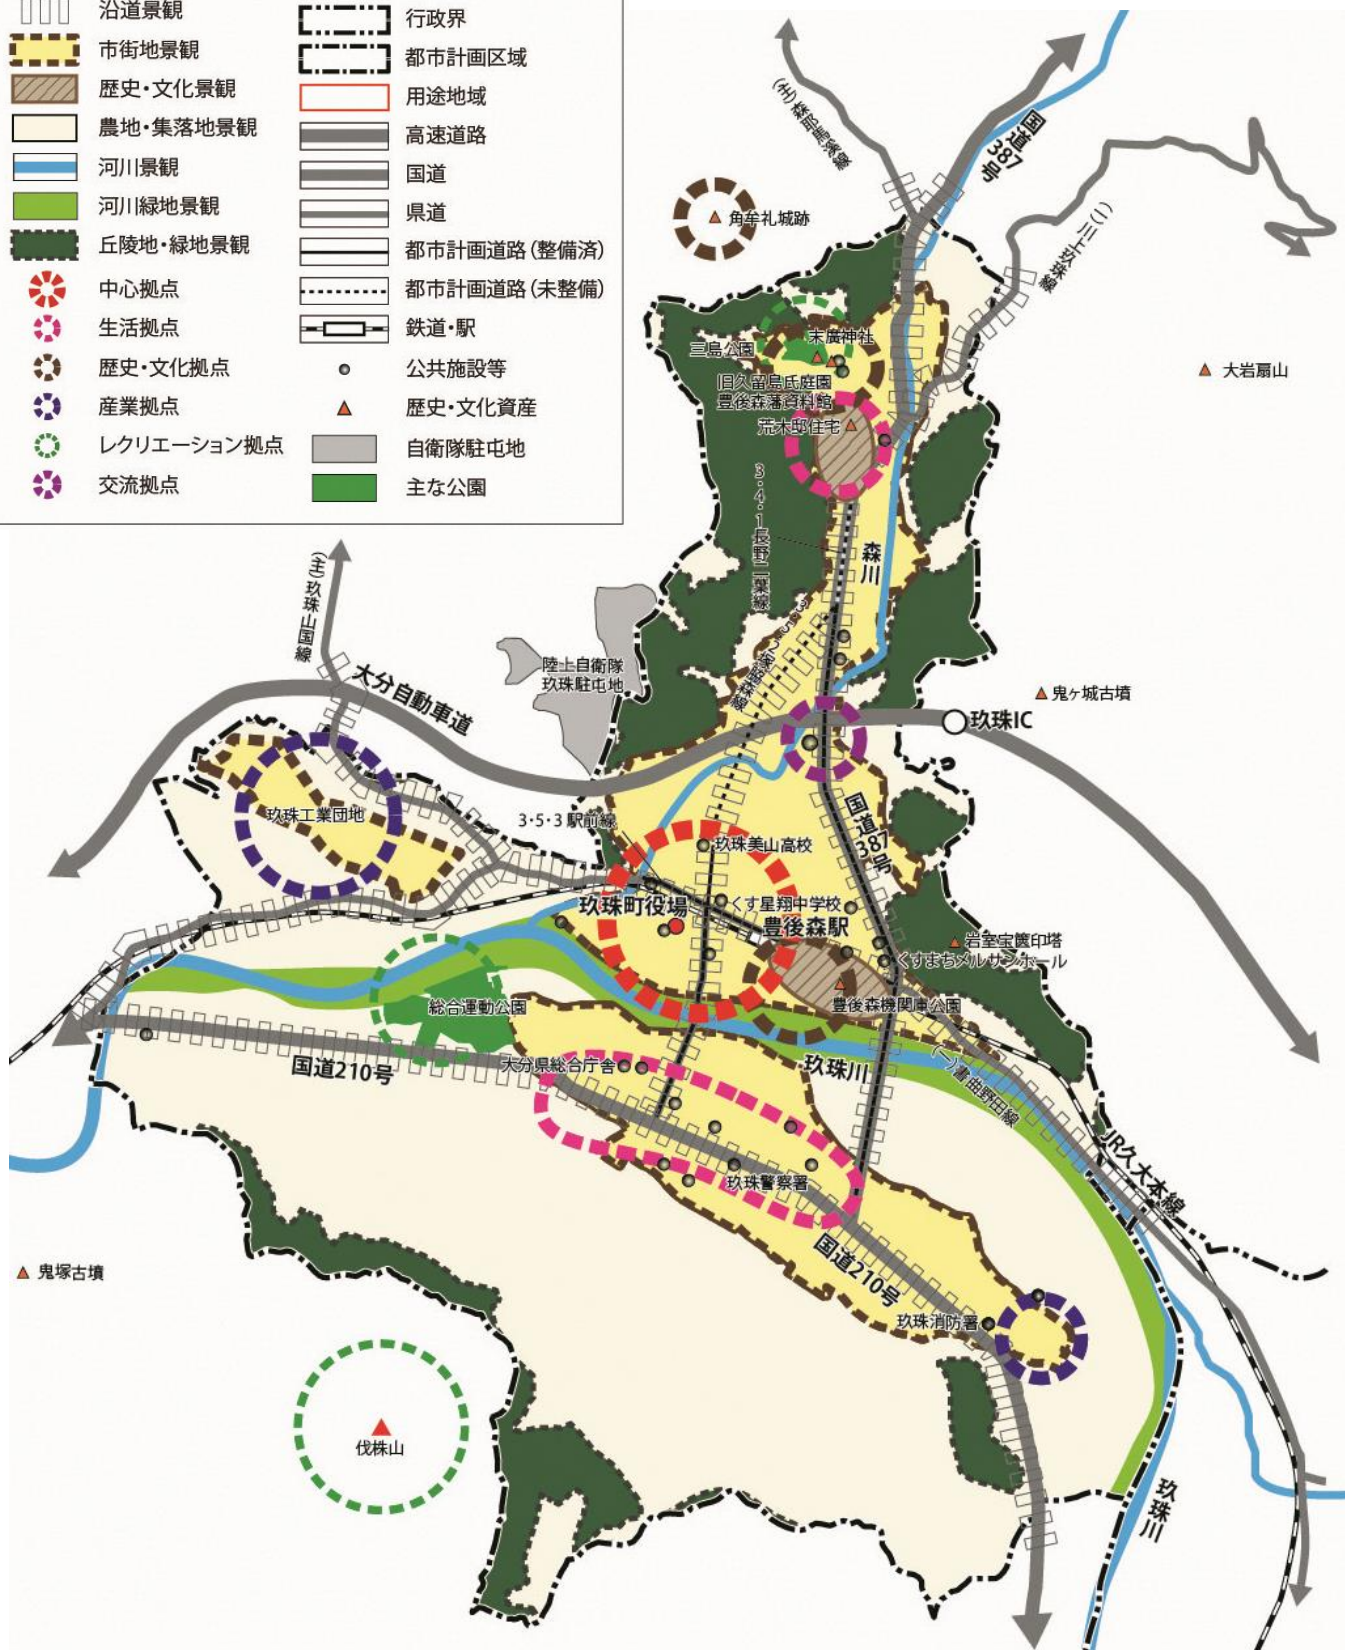 沿道景観
市街地景観
歴史・文化景観
農地・集落地景観
河川景観
河川緑地景観
丘陵地・緑地景観
中心拠点
生活拠点
歴史・文化拠点
産業拠点
レクリエーション拠点
交流拠点
行政界
都市計画区域
用途地域
高速道路
国道
県道
都市計画道路(整備済)
都市計画道路(未整備)
鉄道・駅
公共施設等
歴史・文化資産
自衛隊駐屯地
主な公園
(主)森耶馬溪線
国道387号
角牟礼城跡
(一)川上玖珠線
末廣神社
三島公園
大岩扇山
旧久留島氏庭園
豊後森藩資料館
荒木邸住宅
3・4・1長野二葉線
森川
(主)玖珠山国線
大分自動車道
陸上自衛隊
玖珠駐屯地
鬼ヶ城古墳
玖珠IC
玖珠工業団地
3・5・3駅前線
玖珠美山高校
国道387号
玖珠町役場
くす星翔中学校
豊後森駅
岩室宝篋印塔
くすまちメルサンホール
総合運動公園
豊後森機関庫公園
国道210号
大分県総合庁舎
玖珠川
(一)書曲野田線
JR久大本線
玖珠警察署
国道210号
鬼塚古墳
玖珠消防署
伐株山
玖珠川